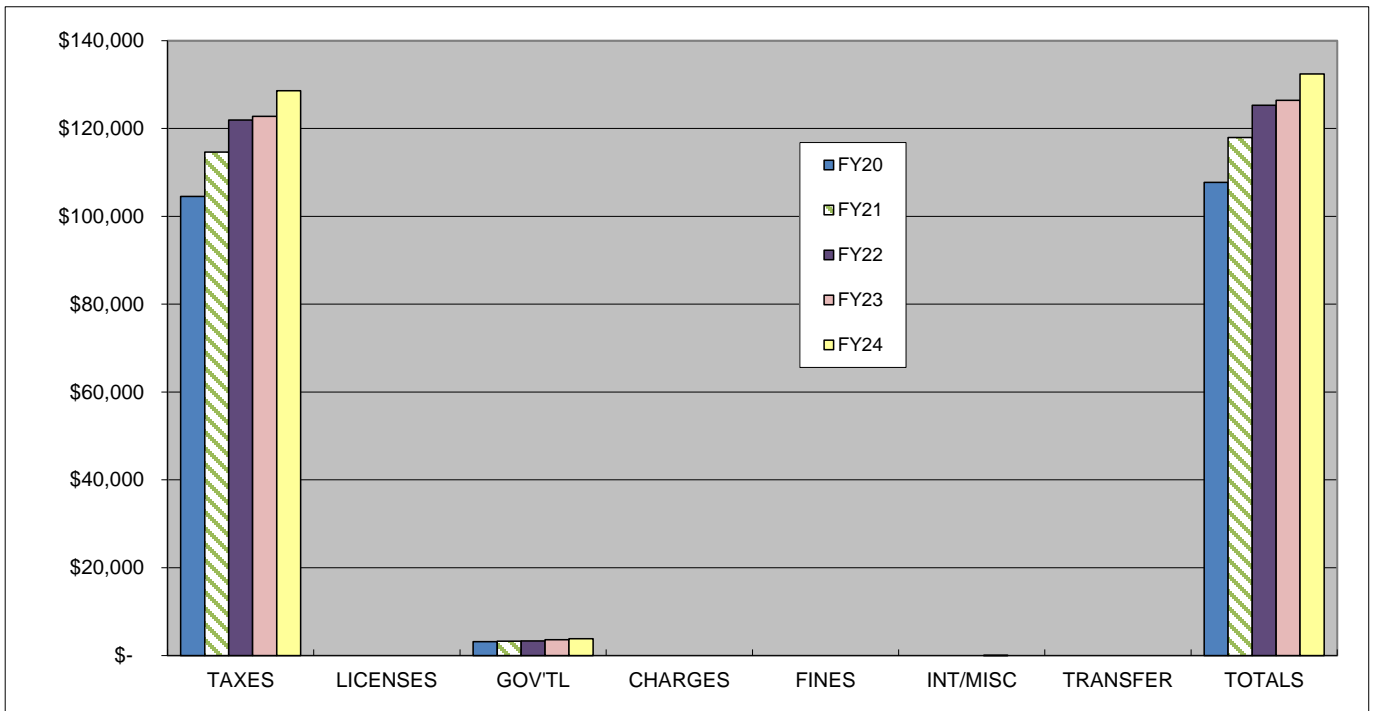 $140,000
$120,000
$100,000
$80,000
$60,000
$40,000
$20,000
$-
FY20
FY21
FY22
FY23
FY24
TAXES LICENSES GOV'TL CHARGES FINES INT/MISC TRANSFER TOTALS